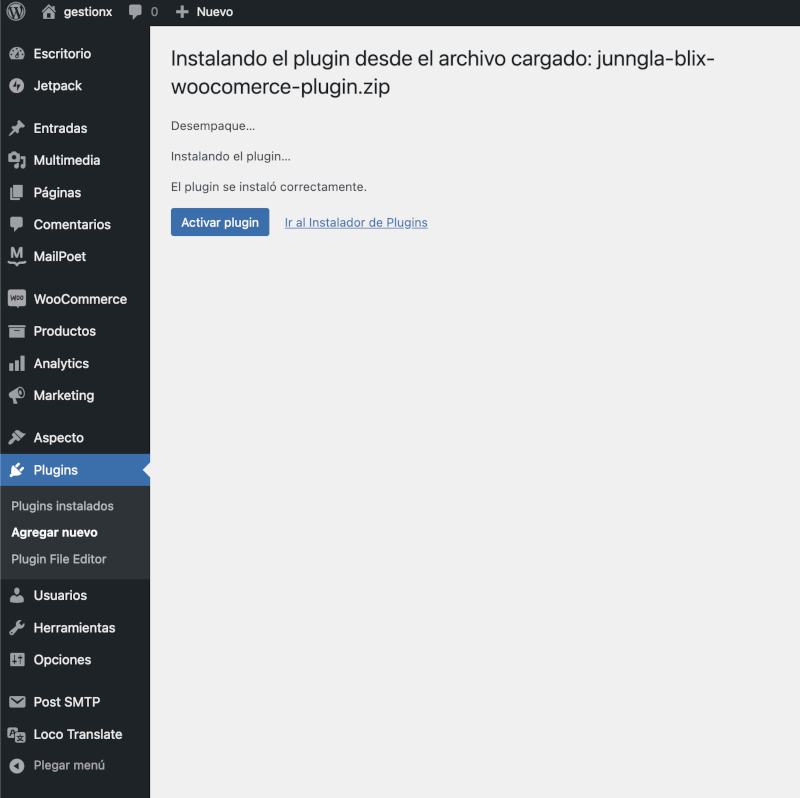 gestionx 0 Nuevo
Escritorio
Jetpack
Entradas
Multimedia
Páginas
Comentarios
MailPoet
WooCommerce
Productos
Analytics
Marketing
Aspecto
Plugins
Plugins instalados
Agregar nuevo
Plugin File Editor
Usuarios
Herramientas
Opciones
Post SMTP
Loco Translate
Plegar menú
Instalando el plugin desde el archivo cargado: junngla-blix-
woocomerce-plugin.zip
Desempaque…
Instalando el plugin…
El plugin se instaló correctamente.
Activar plugin Ir al Instalador de Plugins